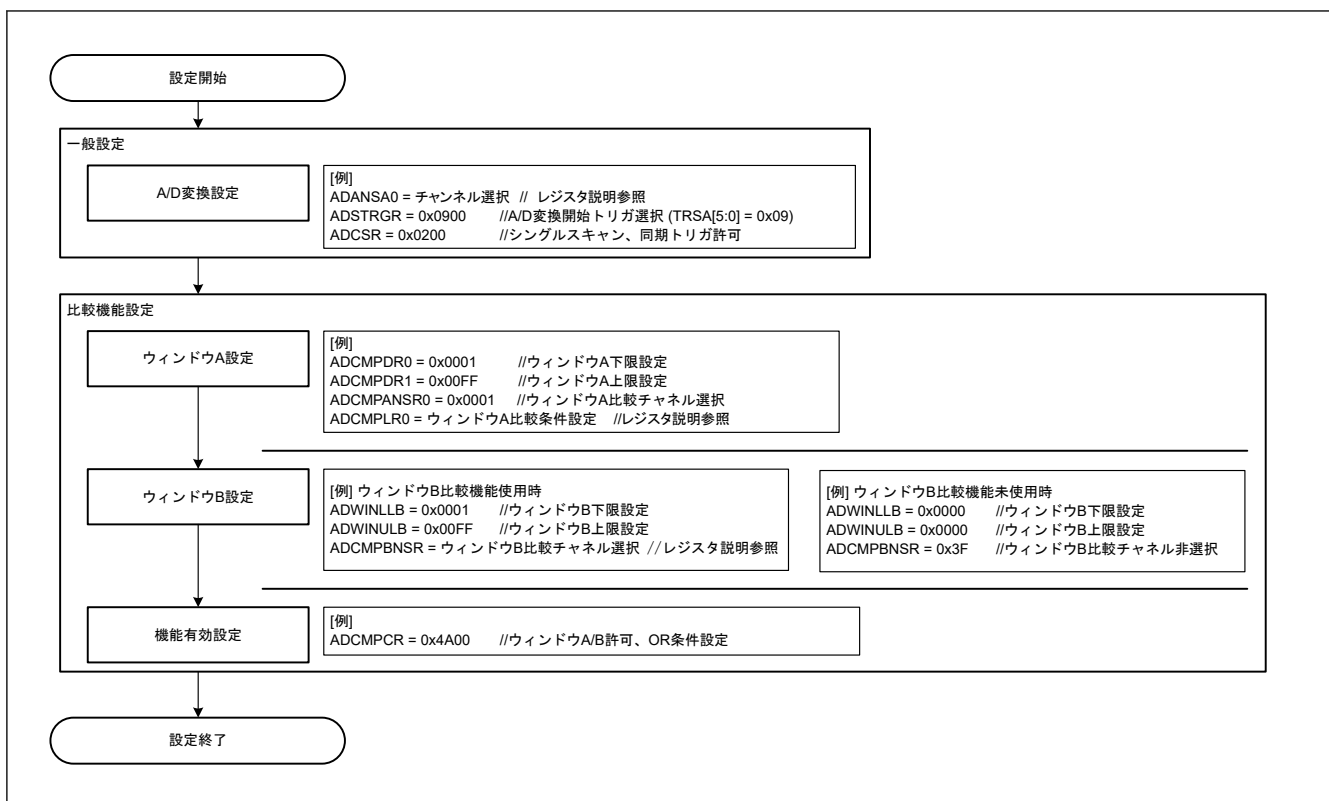 設定開始
一般設定
A/D変換設定
[例]
ADANSA0 = チャンネル選択 // レジスタ説明参照
ADSTRGR = 0x0900 //A/D変換開始トリガ選択 (TRSA[5:0] = 0x09)
ADCSR = 0x0200 //シングルスキャン、同期トリガ許可
比較機能設定
ウィンドウA設定
[例]
ADCMPDR0 = 0x0001 //ウィンドウA下限設定
ADCMPDR1 = 0x00FF //ウィンドウA上限設定
ADCMPANSR0 = 0x0001 //ウィンドウA比較チャネル選択
ADCMPLR0 = ウィンドウA比較条件設定 //レジスタ説明参照
ウィンドウB設定
[例] ウィンドウB比較機能使用時
ADWINLLB = 0x0001 //ウィンドウB下限設定
ADWINULB = 0x00FF //ウィンドウB上限設定
ADCMPBNSR = ウィンドウB比較チャネル選択 //レジスタ説明参照
[例] ウィンドウB比較機能未使用時
ADWINLLB = 0x0000 //ウィンドウB下限設定
ADWINULB = 0x0000 //ウィンドウB上限設定
ADCMPBNSR = 0x3F //ウィンドウB比較チャネル非選択
機能有効設定
[例]
ADCMPCR = 0x4A00 //ウィンドウA/B許可、OR条件設定
設定終了